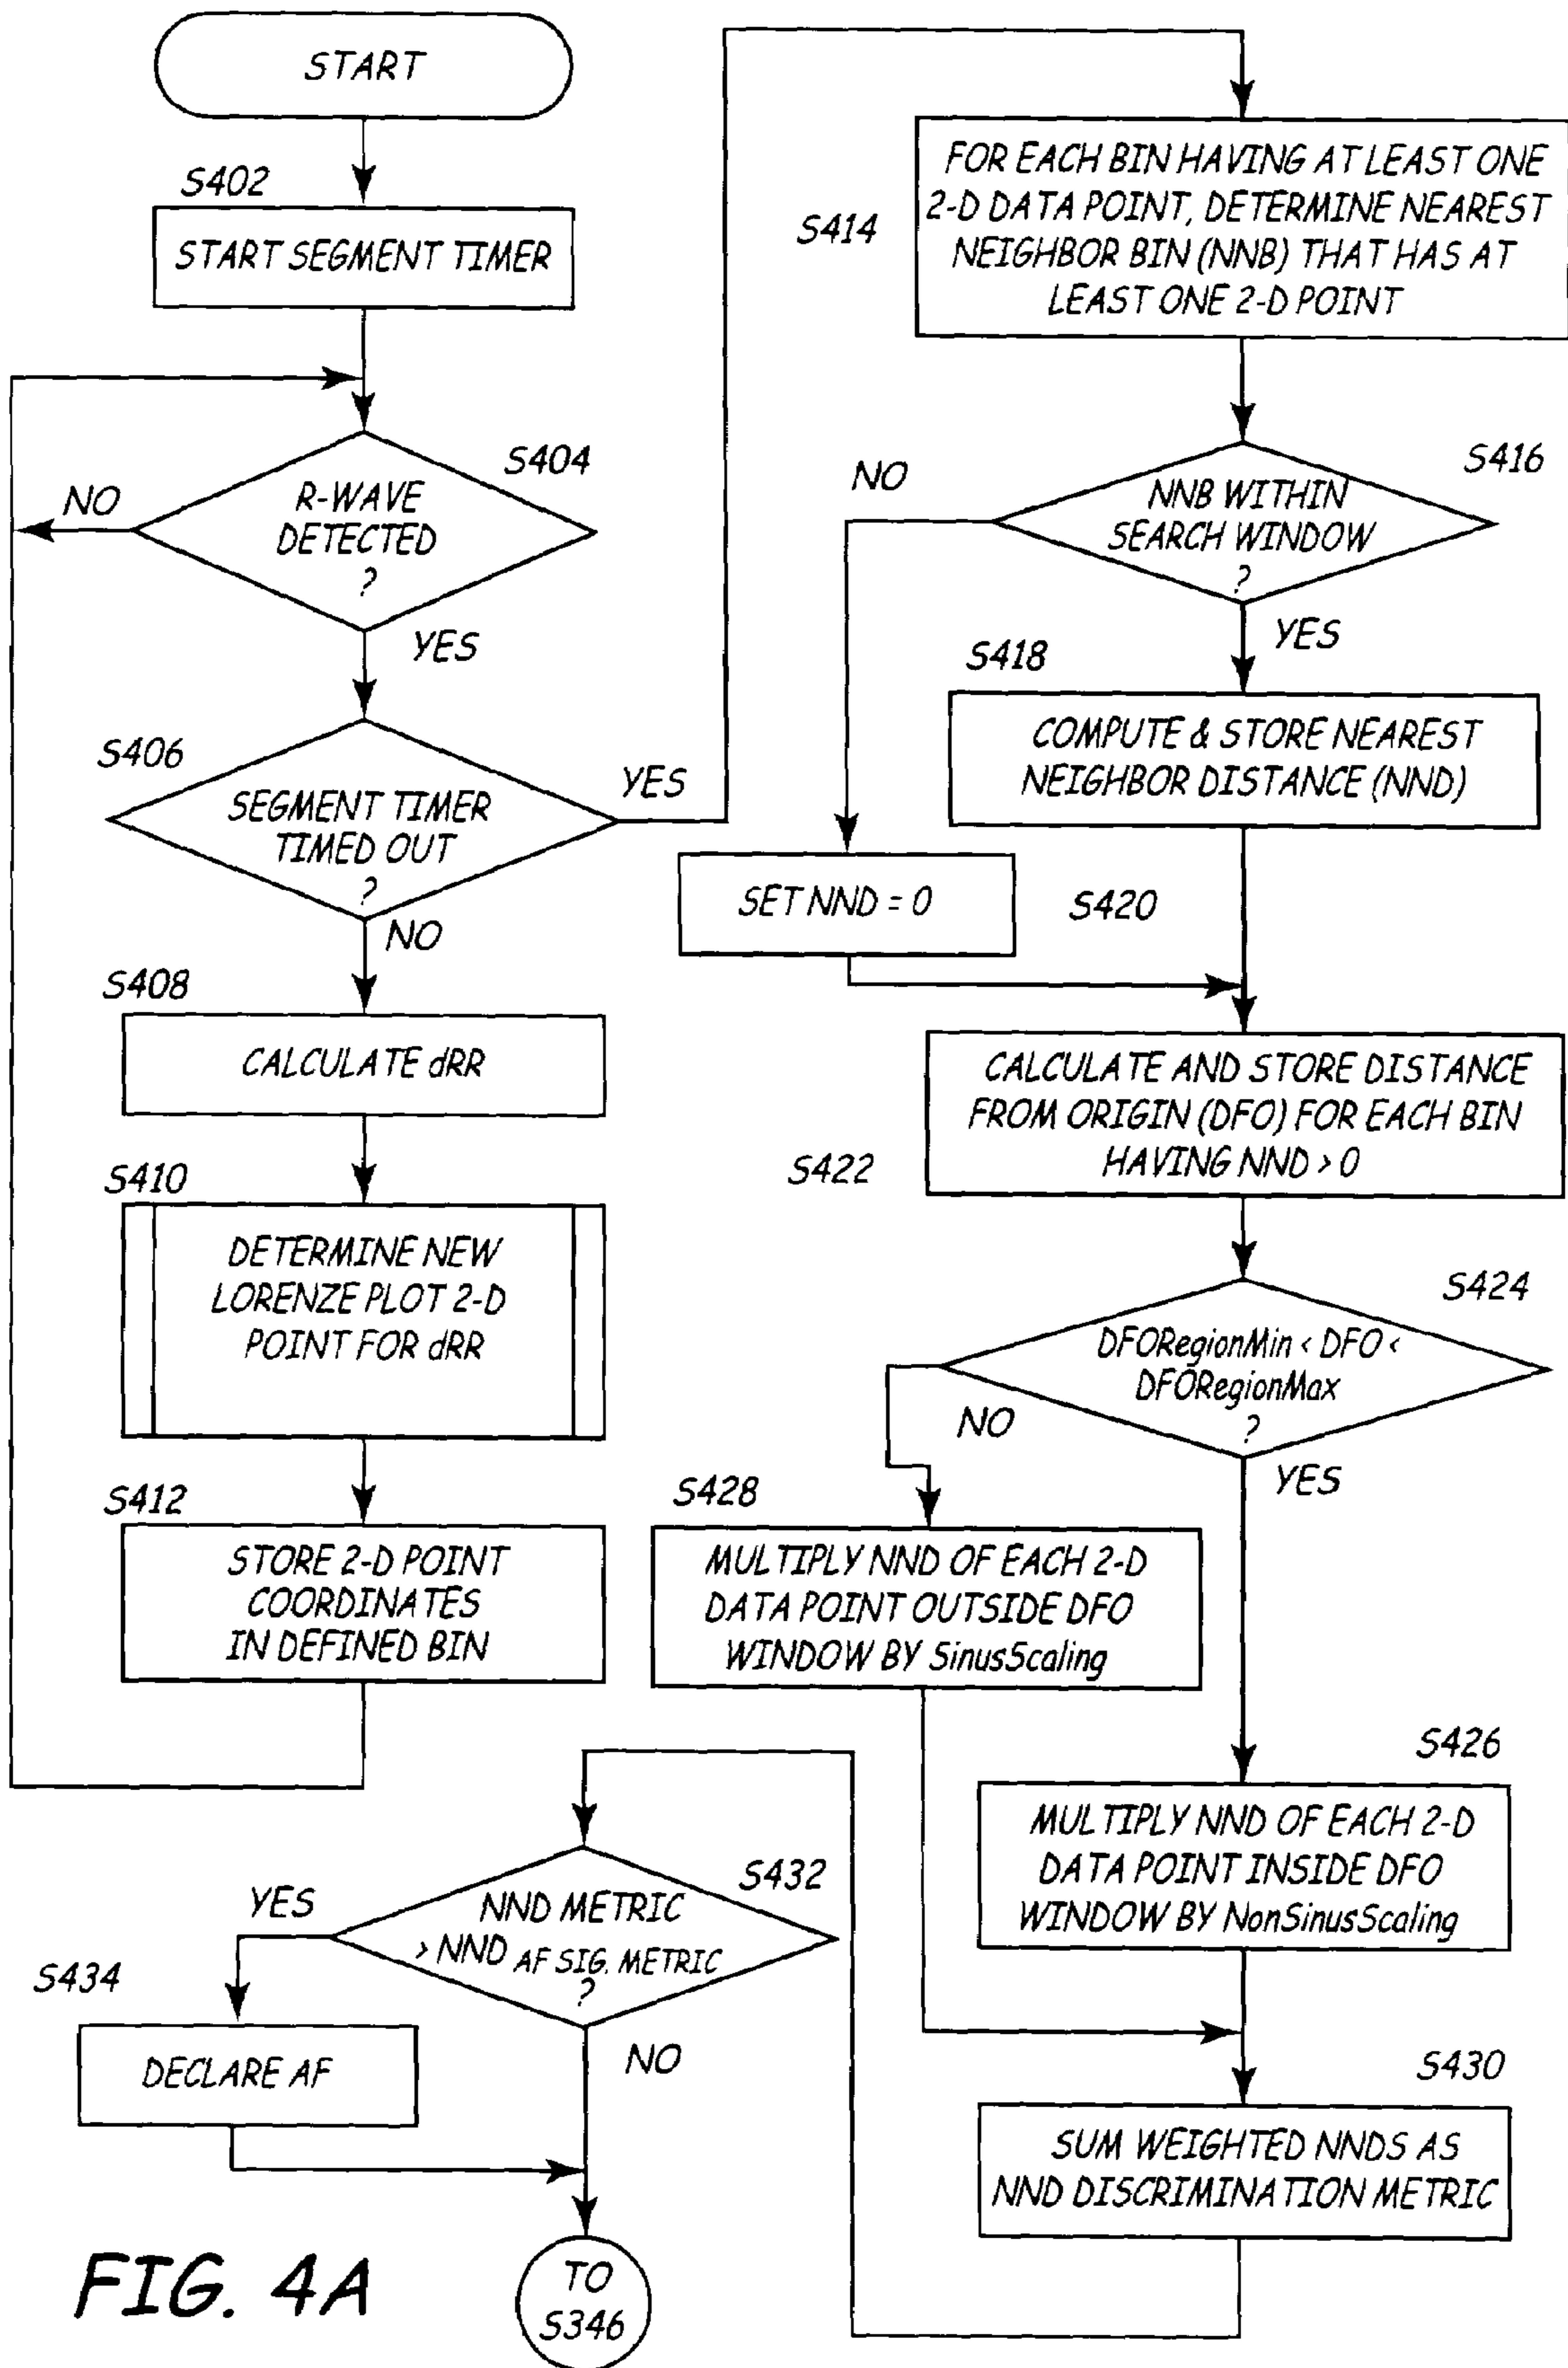 START
S402
START SEGMENT TIMER
S404
NO
R-WAVE
DETECTED
?
YES
S406
SEGMENT TIMER
TIMED OUT
?
YES
NO
S408
CALCULATE dRR
S410
DETERMINE NEW
LORENZE PLOT 2-D
POINT FOR dRR
S412
STORE 2-D POINT
COORDINATES
IN DEFINED BIN
S414
FOR EACH BIN HAVING AT LEAST ONE
2-D DATA POINT, DETERMINE NEAREST
NEIGHBOR BIN (NNB) THAT HAS AT
LEAST ONE 2-D POINT
S416
NO
NNB WITHIN
SEARCH WINDOW
?
YES
S418
COMPUTE & STORE NEAREST
NEIGHBOR DISTANCE (NND)
SET NND = 0
S420
CALCULATE AND STORE DISTANCE
FROM ORIGIN (DFO) FOR EACH BIN
HAVING NND > 0
S422
S424
DFORegionMin < DFO <
DFORegionMax
?
NO
YES
S428
MULTIPLY NND OF EACH 2-D
DATA POINT OUTSIDE DFO
WINDOW BY SinusScaling
S426
MULTIPLY NND OF EACH 2-D
DATA POINT INSIDE DFO
WINDOW BY NonSinusScaling
S430
SUM WEIGHTED NNDS AS
NND DISCRIMINATION METRIC
S432
YES
NND METRIC
> NND AF SIG. METRIC
?
NO
S434
DECLARE AF
TO
S346
FIG. 4A